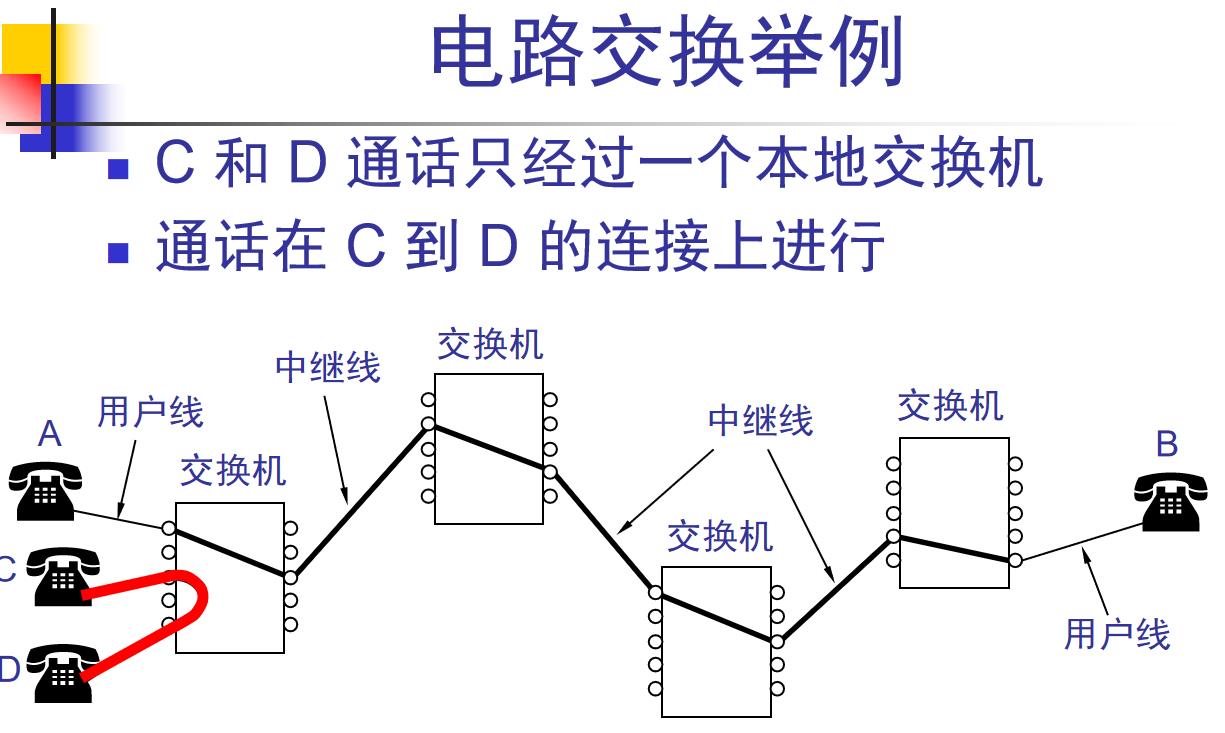 电路交换举例
C 和 D 通话只经过一个本地交换机
通话在 C 到 D 的连接上进行
交换机
中继线
用户线
A
交换机
中继线
交换机
B
交换机
C
D
用户线